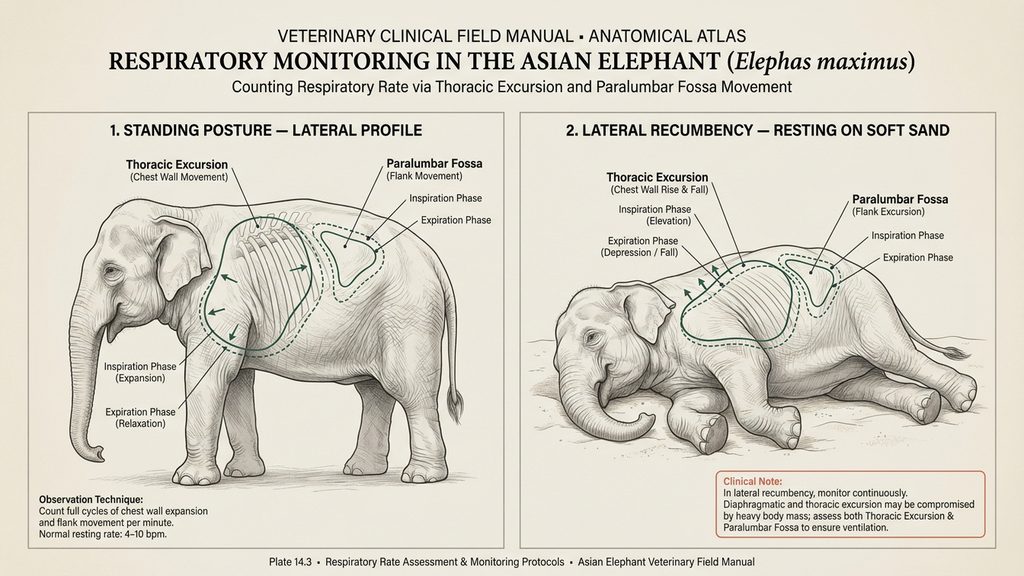 VETERINARY CLINICAL FIELD MANUAL • ANATOMICAL ATLAS
RESPIRATORY MONITORING IN THE ASIAN ELEPHANT (Elephas maximus)
Counting Respiratory Rate via Thoracic Excursion and Paralumbar Fossa Movement
1. STANDING POSTURE — LATERAL PROFILE
Thoracic Excursion
(Chest Wall Movement)
Paralumbar Fossa
(Flank Movement)
Inspiration Phase
Expiration Phase
Inspiration Phase
(Expansion)
Expiration Phase
(Relaxation)
Observation Technique:
Count full cycles of chest wall expansion
and flank movement per minute.
Normal resting rate: 4–10 bpm.
2. LATERAL RECUMBENCY — RESTING ON SOFT SAND
Thoracic Excursion
(Chest Wall Rise & Fall)
Inspiration Phase
(Elevation)
Expiration Phase
(Depression / Fall)
Paralumbar Fossa
(Flank Excursion)
Inspiration Phase
Expiration Phase
Clinical Note:
In lateral recumbency, monitor continuously.
Diaphragmatic and thoracic excursion may be compromised
by heavy body mass; assess both Thoracic Excursion &
Paralumbar Fossa to ensure ventilation.
Plate 14.3 • Respiratory Rate Assessment & Monitoring Protocols • Asian Elephant Veterinary Field Manual